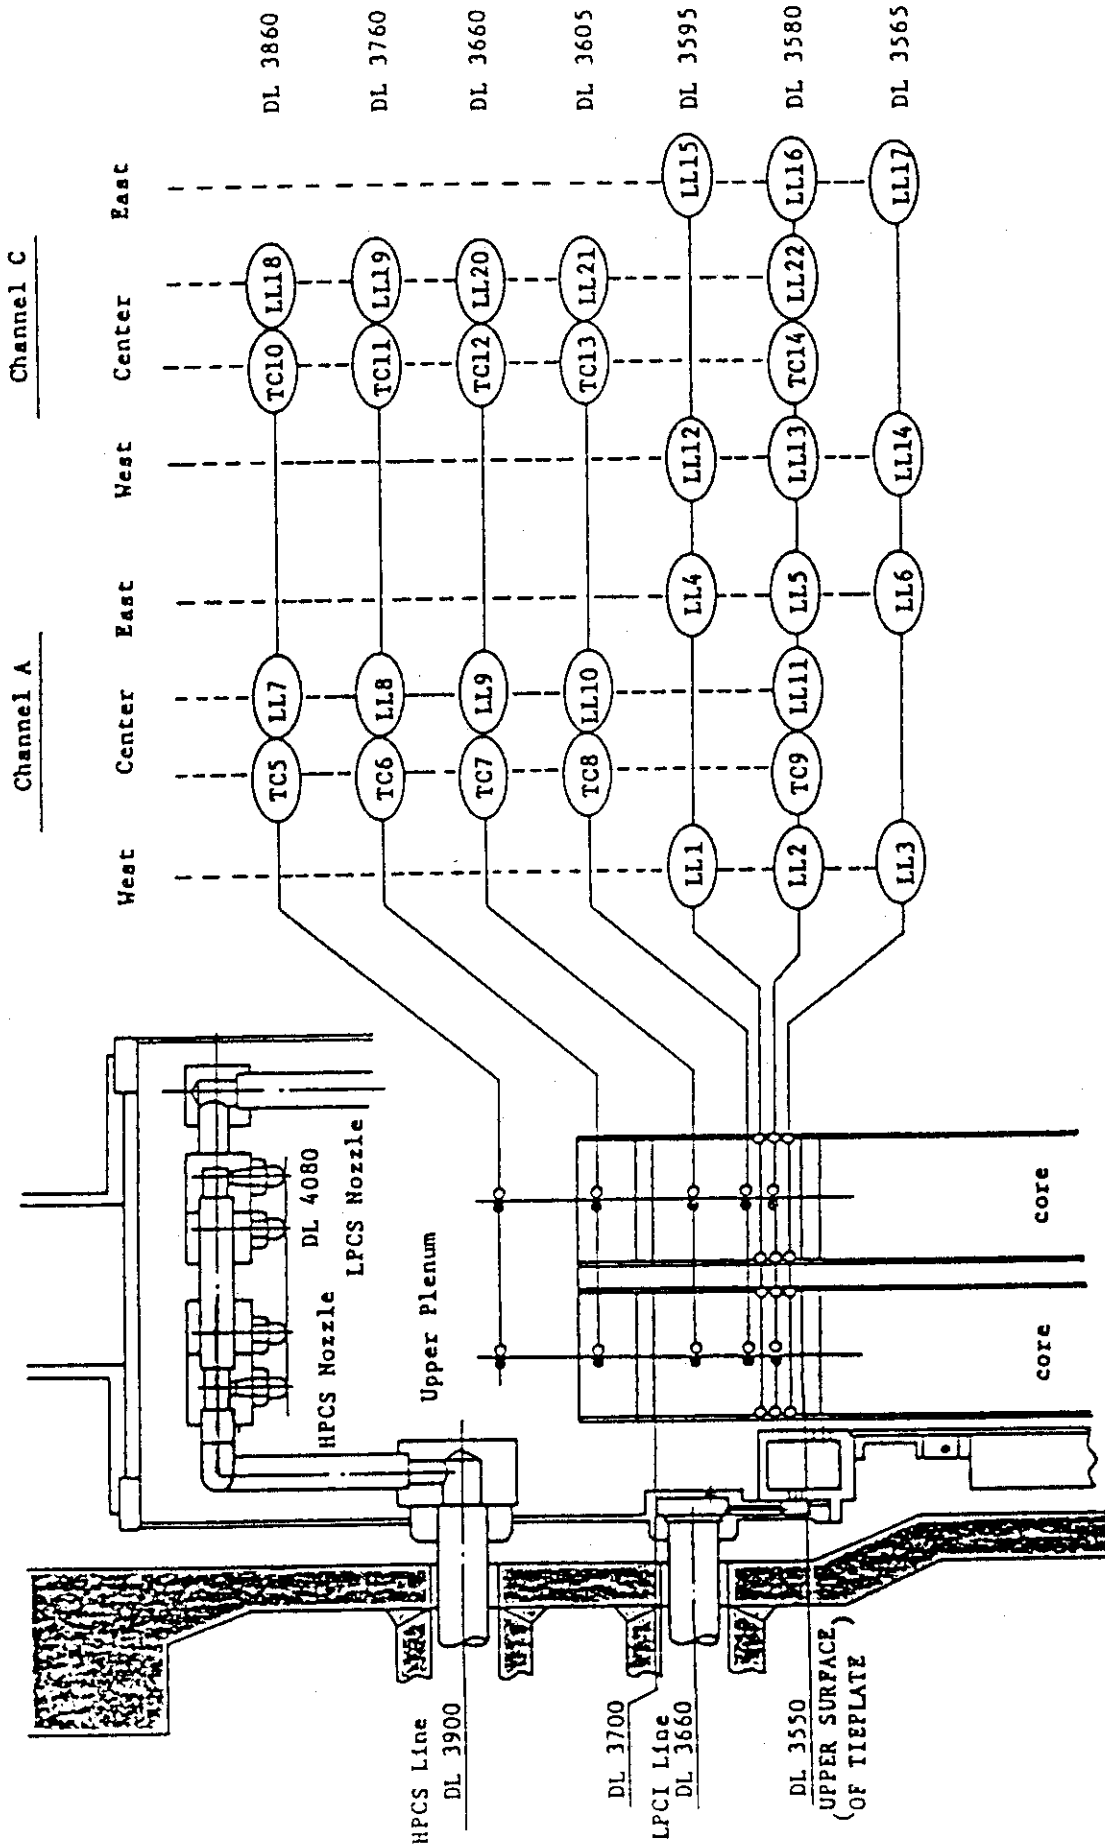 Channel A
Channel C
West
Center
East
West
Center
East
TC5 LL7 TC10 LL18 DL 3860
TC6 LL8 TC11 LL19 DL 3760
TC7 LL9 TC12 LL20 DL 3660
TC8 LL10 TC13 LL21 DL 3605
LL1 LL4 LL12 LL15 DL 3595
LL2 TC9 LL11 LL5 LL13 TC14 LL22 LL16 DL 3580
LL3 LL6 LL14 LL17 DL 3565
HPCS Nozzle
DL 4080
LPCS Nozzle
Upper Plenum
HPCS Line
DL 3900
DL 3700
LPCI Line
DL 3660
DL 3550
(UPPER SURFACE
OF TIEPLATE)
core
core